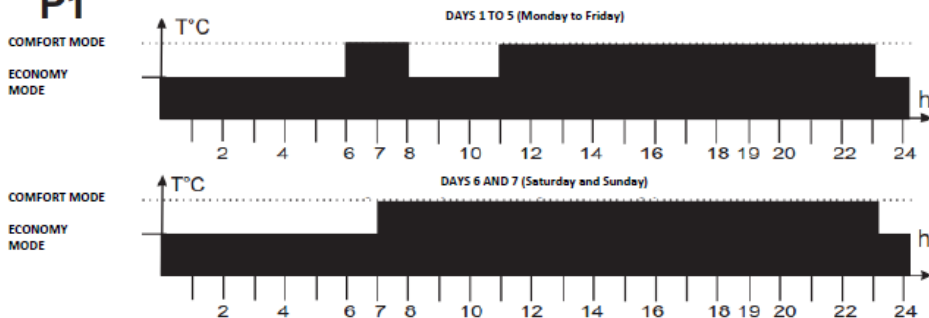 P1
DAYS 1 TO 5 (Monday to Friday)
T°C
COMFORT MODE
ECONOMY
MODE
h
2 4 6 7 8 10 12 14 16 18 19 20 22 24
DAYS 6 AND 7 (Saturday and Sunday)
T°C
COMFORT MODE
ECONOMY
MODE
h
2 4 6 7 8 10 12 14 16 18 19 20 22 24